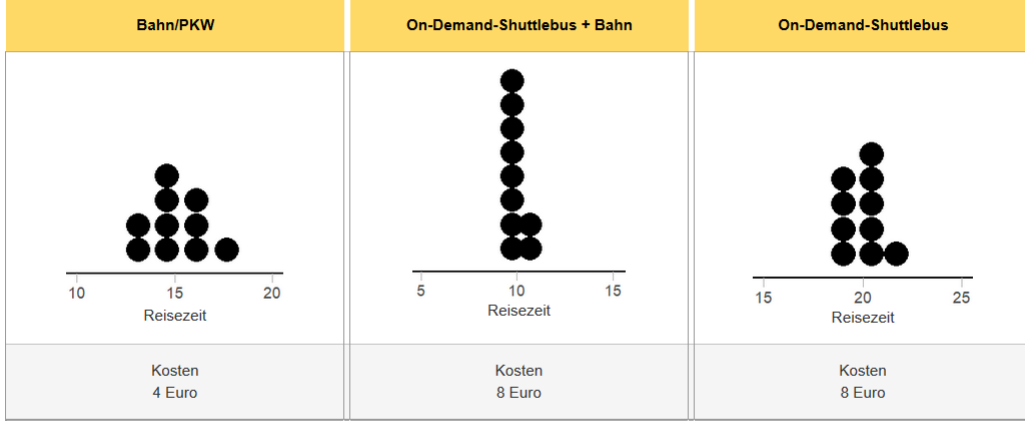 Bahn/PKW
On-Demand-Shuttlebus + Bahn
On-Demand-Shuttlebus
10 15 20
Reisezeit
5 10 15
Reisezeit
15 20 25
Reisezeit
Kosten
4 Euro
Kosten
8 Euro
Kosten
8 Euro